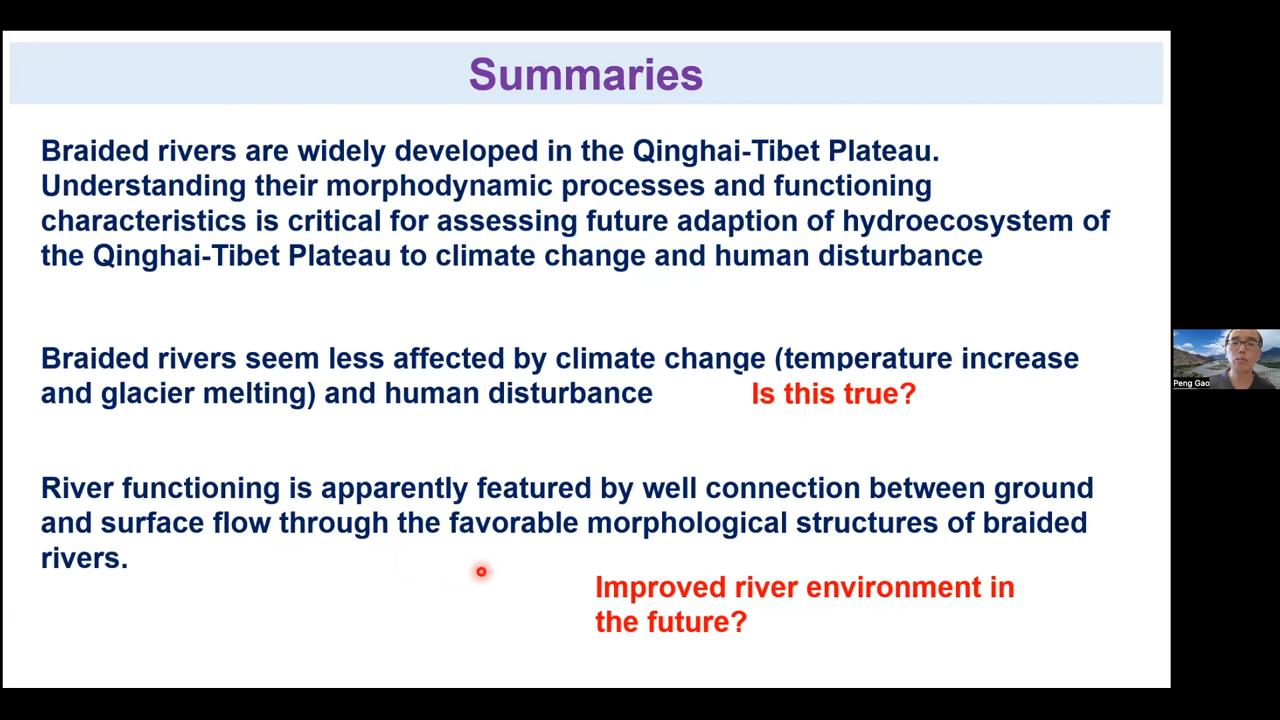 Summaries
Braided rivers are widely developed in the Qinghai-Tibet Plateau.
Understanding their morphodynamic processes and functioning
characteristics is critical for assessing future adaption of hydroecosystem of
the Qinghai-Tibet Plateau to climate change and human disturbance
Braided rivers seem less affected by climate change (temperature increase
and glacier melting) and human disturbance
Is this true?
Peng Gao
River functioning is apparently featured by well connection between ground
and surface flow through the favorable morphological structures of braided
rivers.
Improved river environment in
the future?